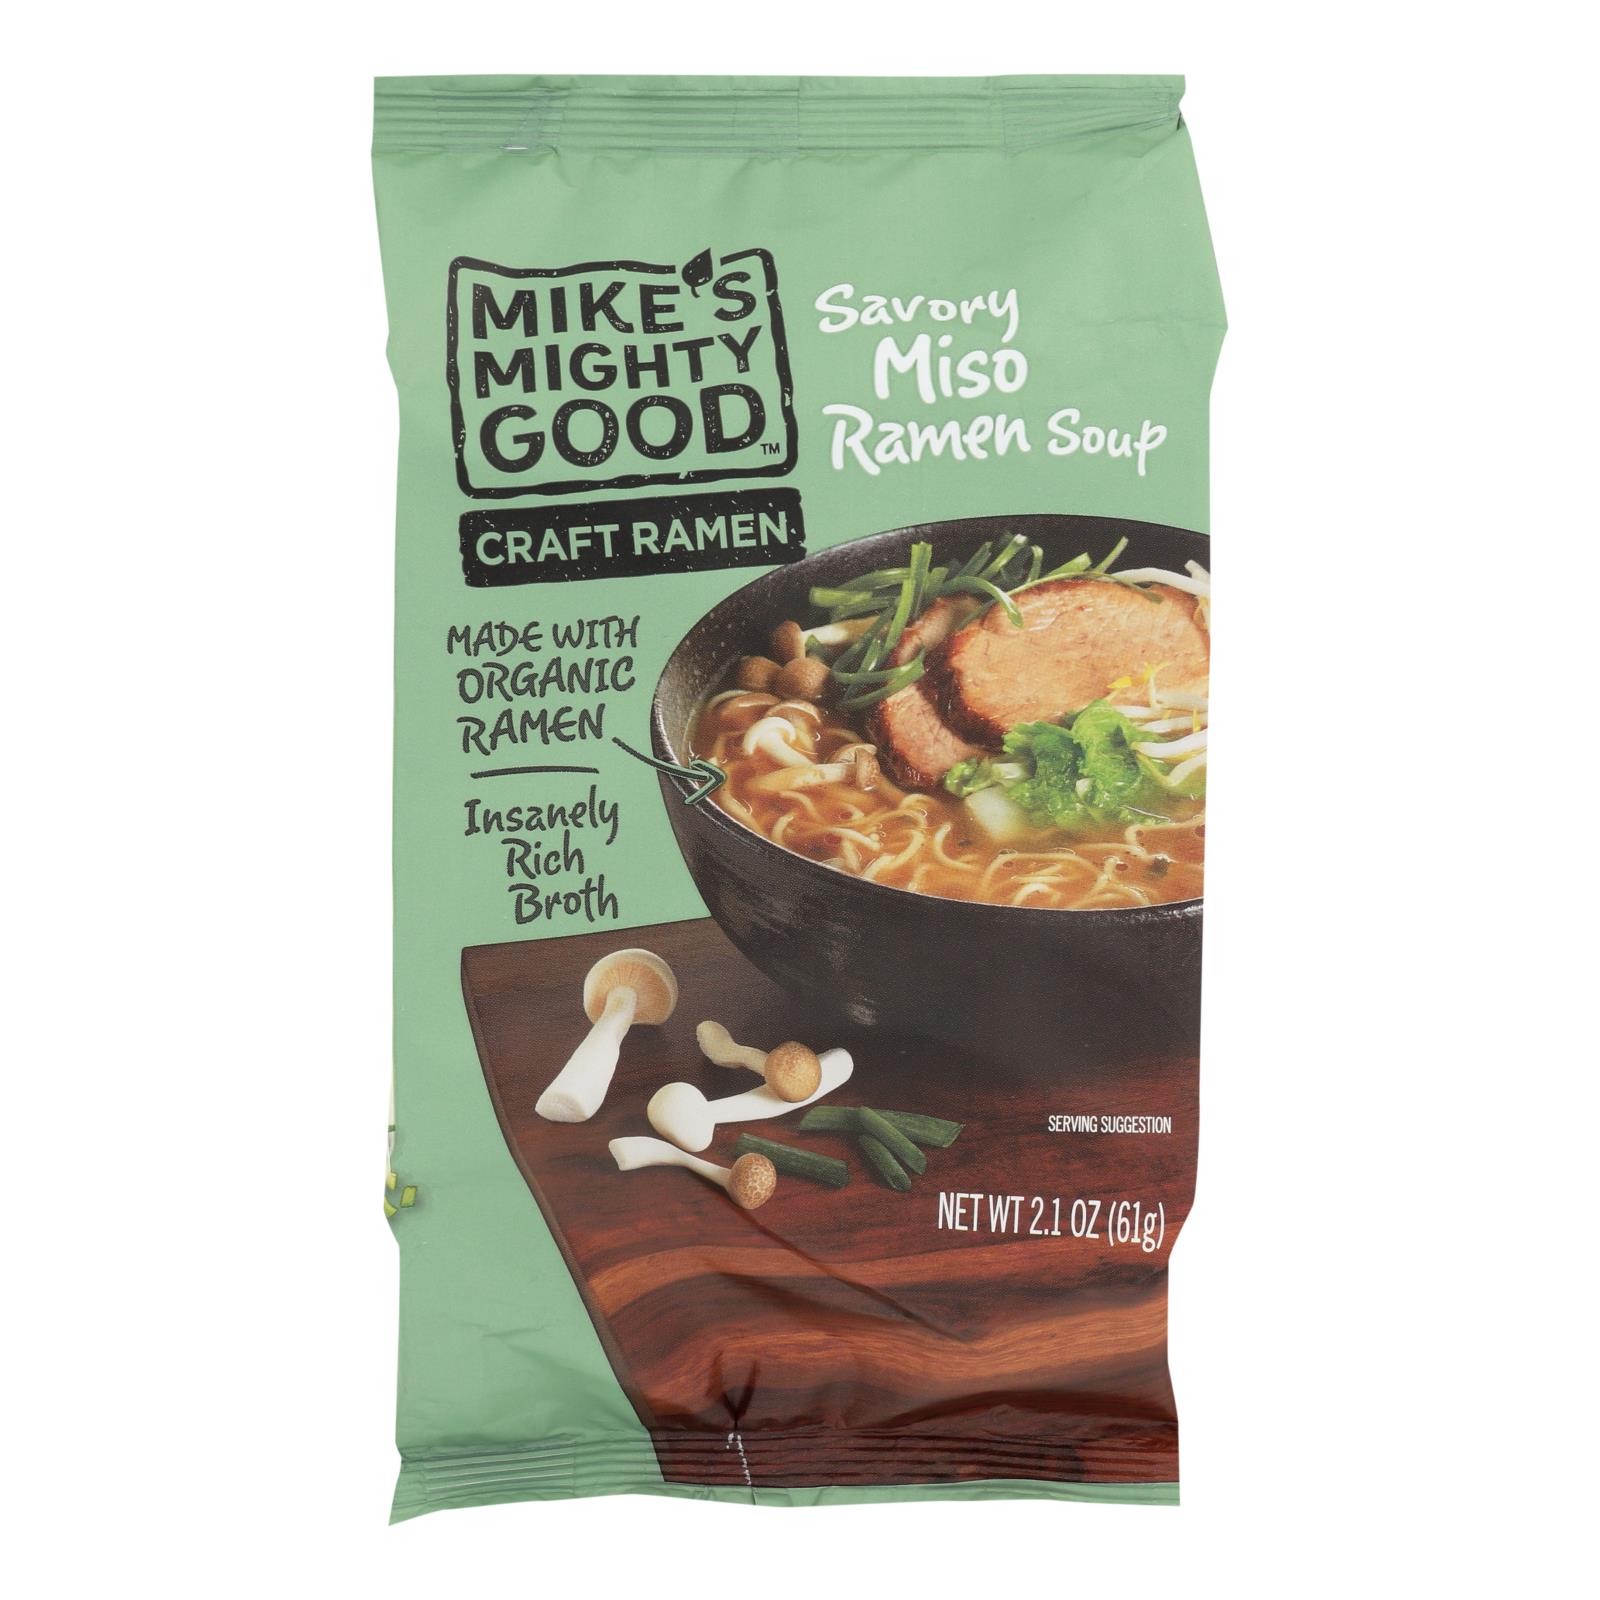 MIKE'S
MIGHTY
GOOD™
CRAFT RAMEN
Savory
Miso
Ramen Soup
MADE WITH
ORGANIC
RAMEN
Insanely
Rich
Broth
SERVING SUGGESTION
NET WT 2.1 OZ (61g)